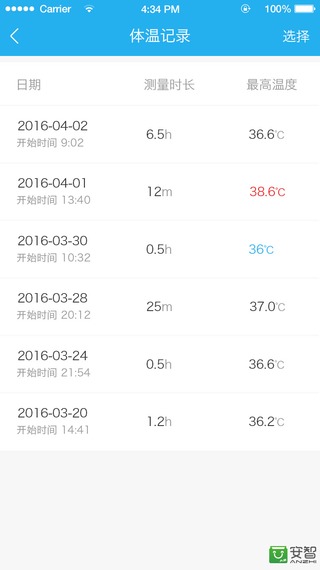 Carrier 4:34 PM 100%
体温记录 选择
日期 测量时长 最高温度
2016-04-02 6.5h 36.6℃
开始时间 9:02
2016-04-01 12m 38.6℃
开始时间 13:40
2016-03-30 0.5h 36℃
开始时间 10:32
2016-03-28 25m 37.0℃
开始时间 20:12
2016-03-24 0.5h 36.6℃
开始时间 21:54
2016-03-20 1.2h 36.2℃
开始时间 14:41
安智
ANZHI